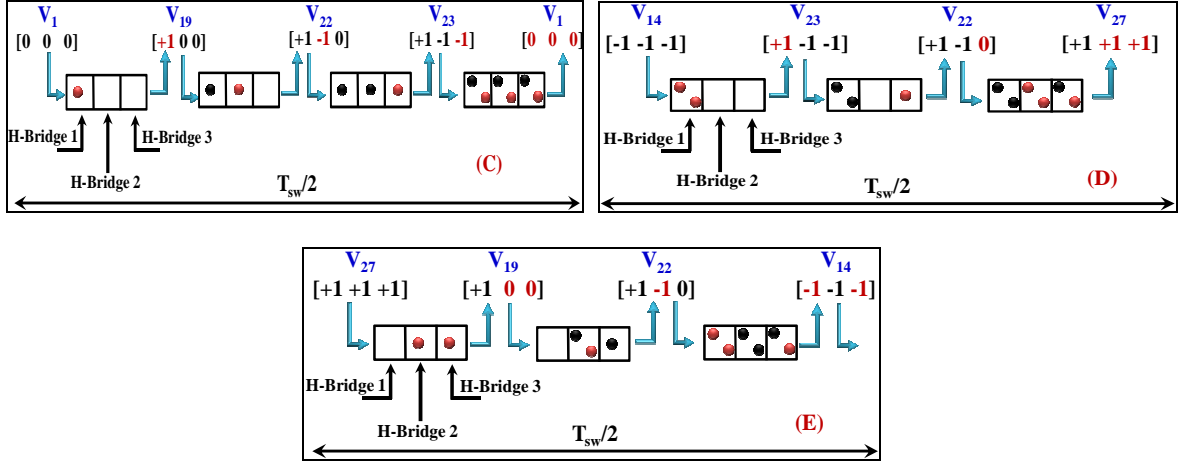 V₁ V₁₉ V₂₂ V₂₃ V₁
[0 0 0] [+1 0 0] [+1 -1 0] [+1 -1 -1] [0 0 0]
H-Bridge 1 H-Bridge 3
H-Bridge 2
(C)
T_sw/2
V₁₄ V₂₃ V₂₂ V₂₇
[-1 -1 -1] [+1 -1 -1] [+1 -1 0] [+1 +1 +1]
H-Bridge 1 H-Bridge 3
H-Bridge 2
(D)
T_sw/2
V₂₇ V₁₉ V₂₂ V₁₄
[+1 +1 +1] [+1 0 0] [+1 -1 0] [-1 -1 -1]
H-Bridge 1 H-Bridge 3
H-Bridge 2
(E)
T_sw/2